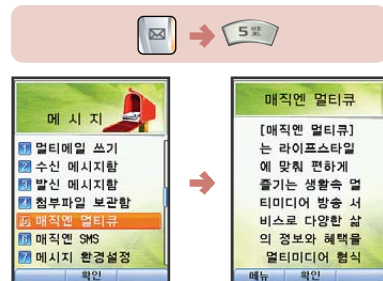 5
메 시 지
1 멀티메일 쓰기
2 수신 메시지함
3 발신 메시지함
4 첨부파일 보관함
5 매직엔 멀티큐
6 매직엔 SMS
7 메시지 환경설정
확인
매직엔 멀티큐
[매직엔 멀티큐]
는 라이프스타일
에 맞춰 편하게
즐기는 생활속 멀
티미디어 방송 서
비스로 다양한 삶
의 정보와 혜택을
멀티미디어 형식
메뉴 확인